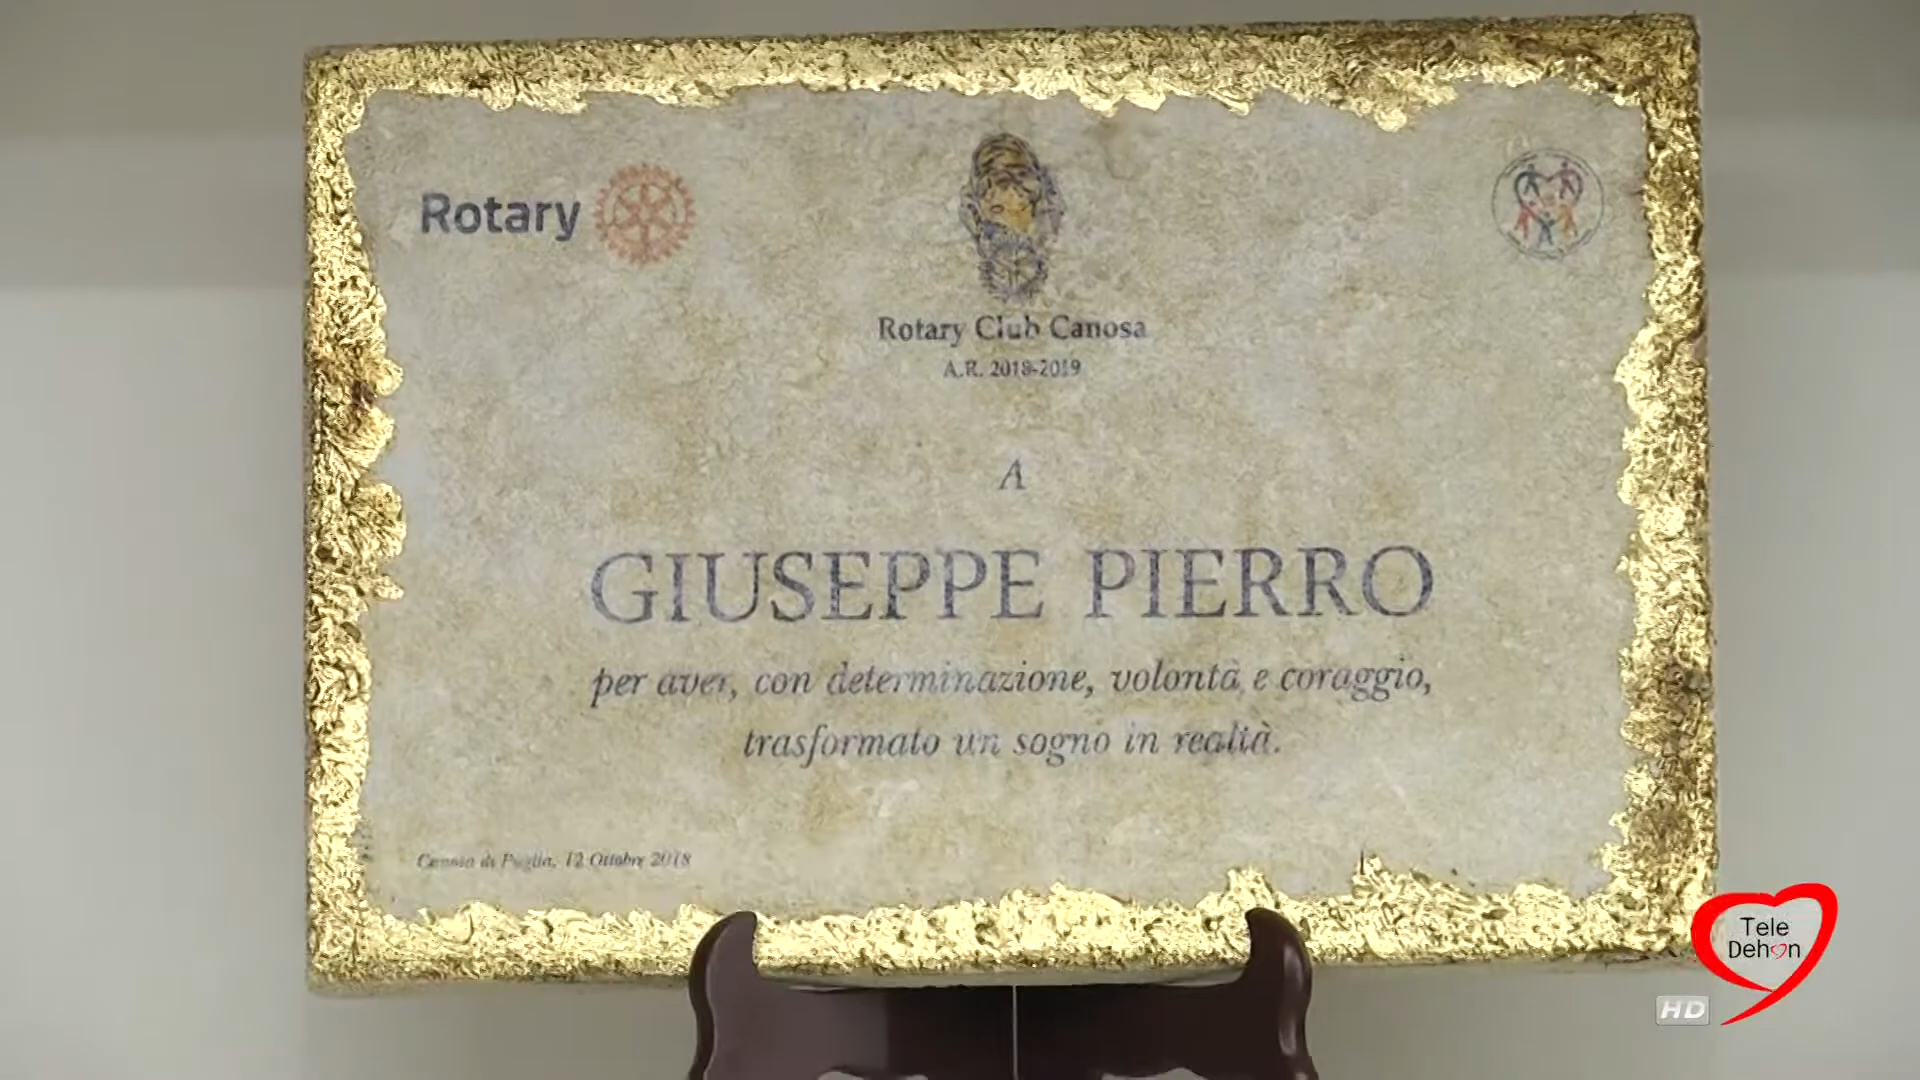 Rotary
Rotary Club Canosa
A.R. 2018-2019
A
GIUSEPPE PIERRO
per aver, con determinazione, volontà e coraggio,
trasformato un sogno in realtà.
Canosa di Puglia, 12 Ottobre 2018
Tele
Dehon
HD